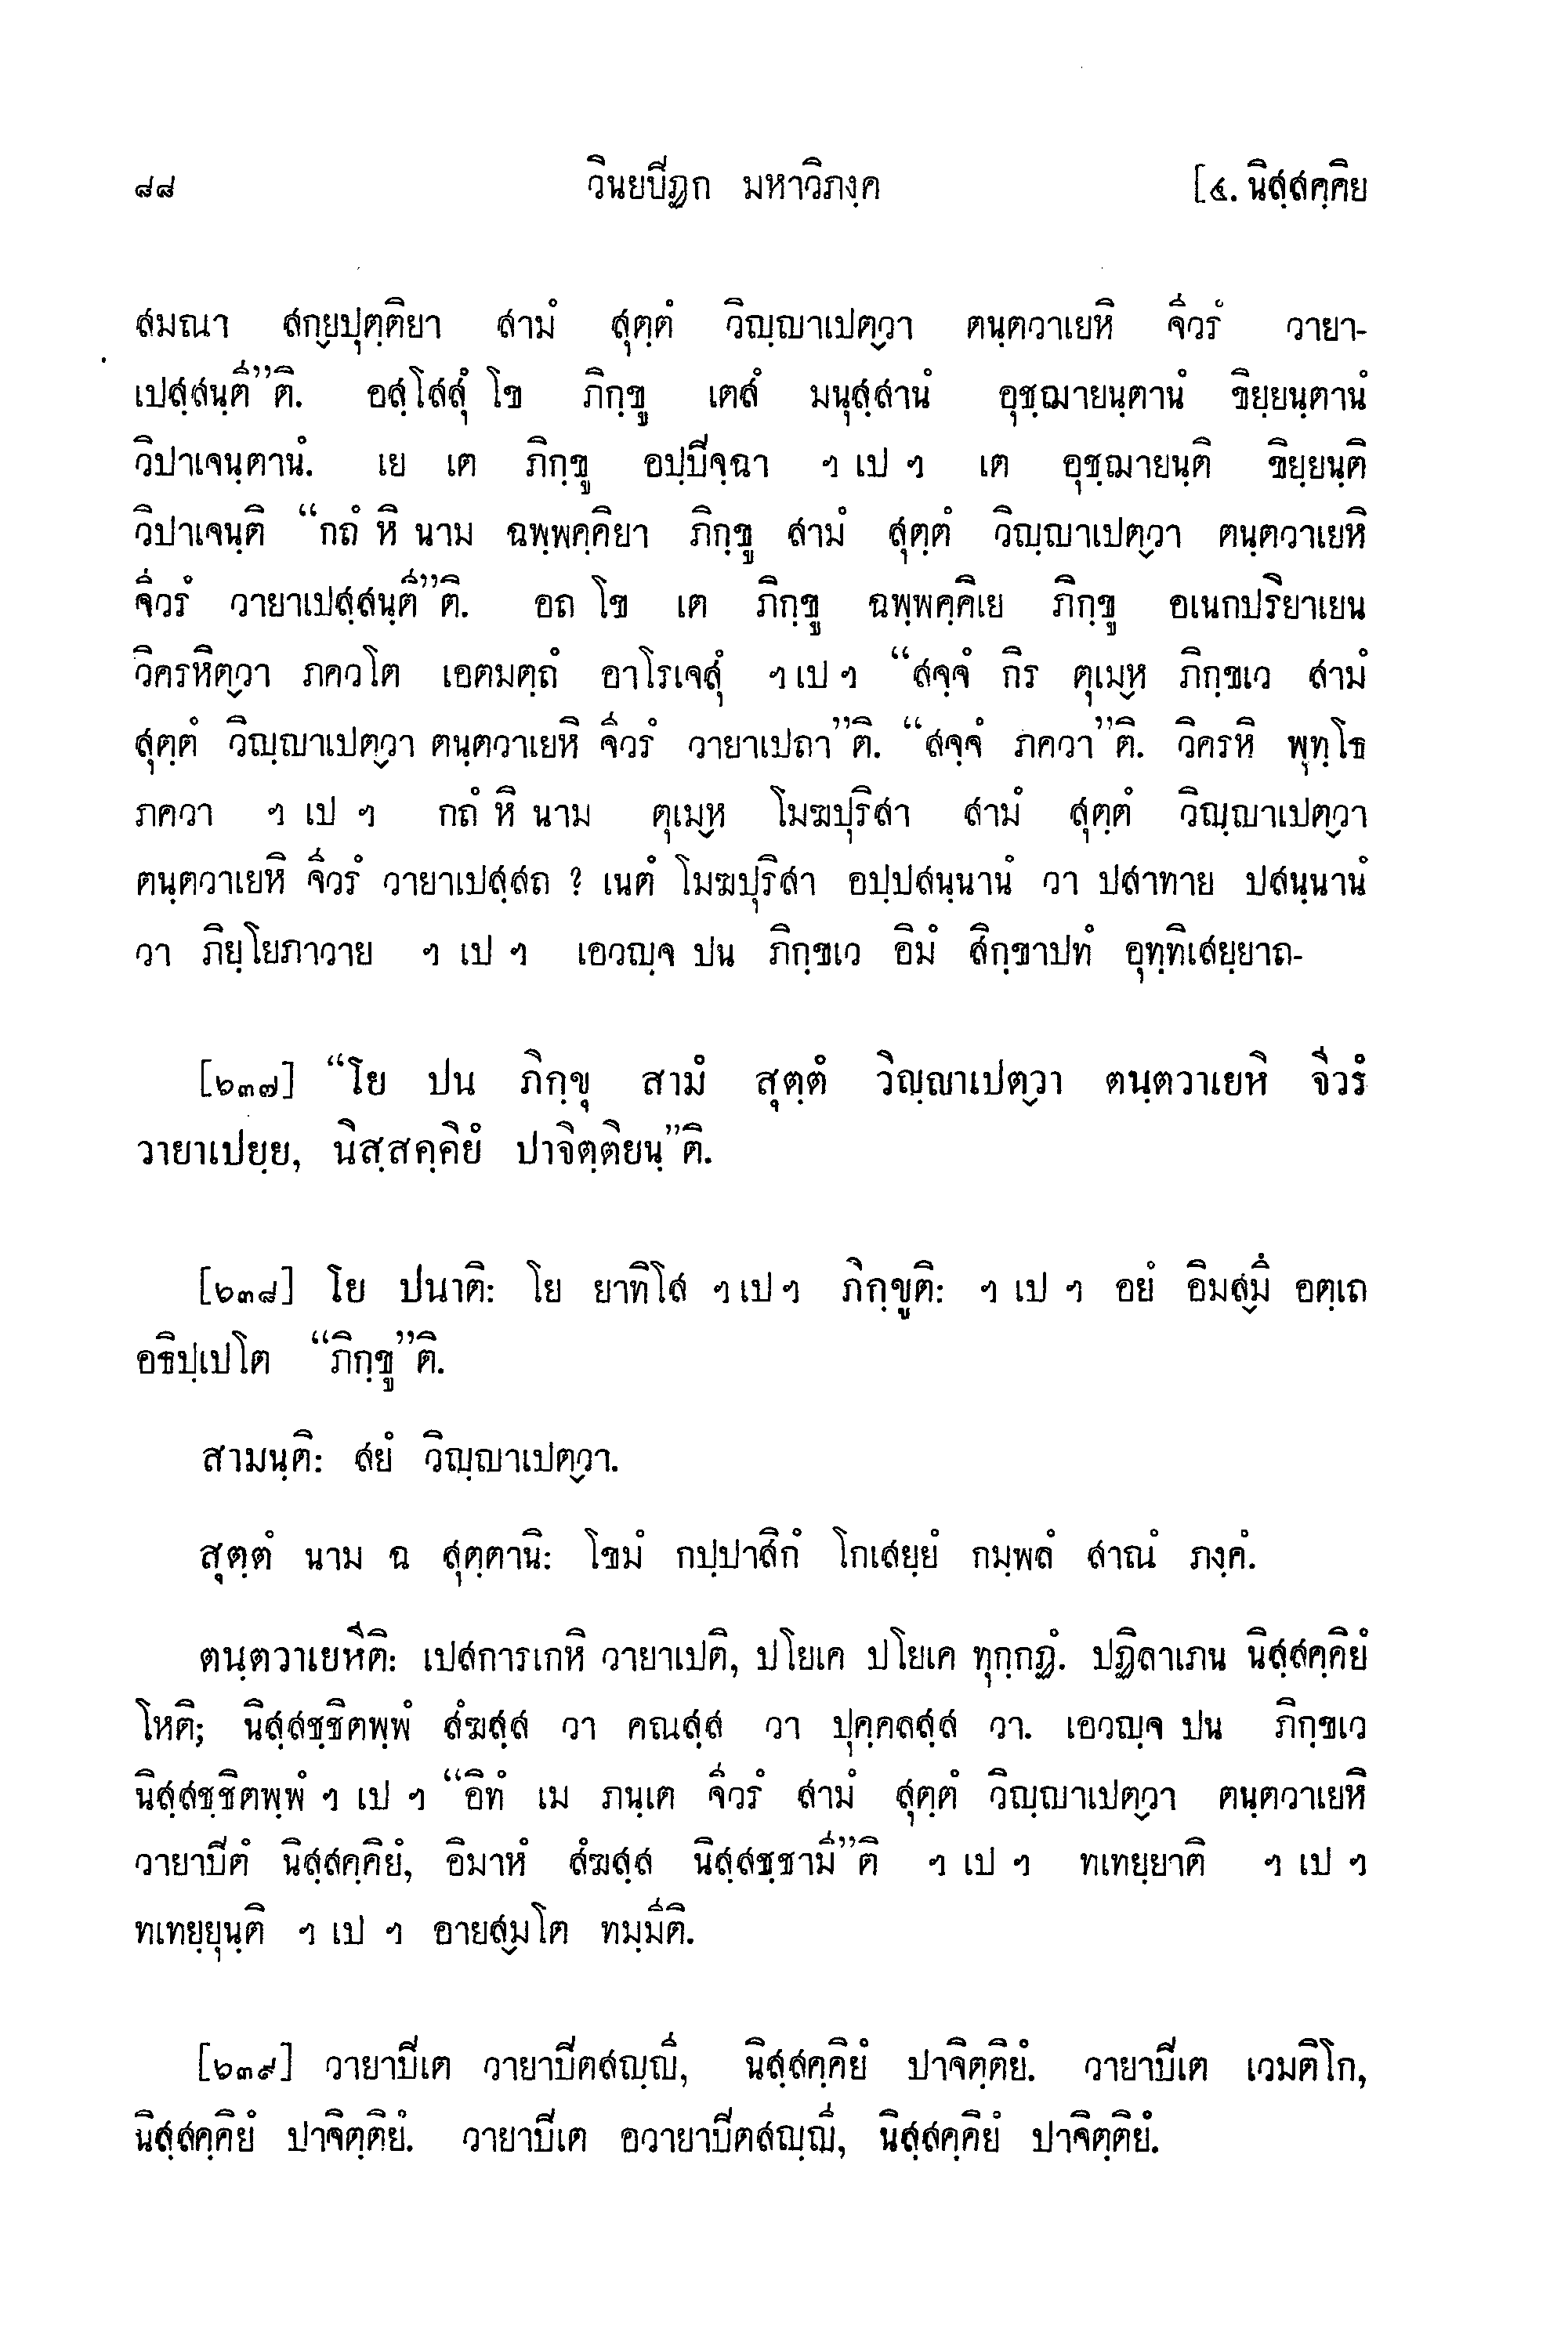 ๘๘ วินยปีฏก มหาวิภงฺค [๔. นิสฺสคฺคิย
สมณา สกฺยปุตฺติยา สามํ สุตฺตํ วิญฺญาเปตฺวา ตนฺตวาเยหิ จีวรํ วายา-
เปสฺสนฺตี”ติ. อสฺโสสุํ โข ภิกฺขู เตสํ มนุสฺสานํ อุชฺฌายนฺตานํ ขิยฺยนฺตานํ
วิปาเจนฺตานํ. เย เต ภิกฺขู อปฺปิจฺฉา ฯ เป ฯ เต อุชฺฌายนฺติ ขิยฺยนฺติ
วิปาเจนฺติ “กถํ หิ นาม ฉพฺพคฺคิยา ภิกฺขู สามํ สุตฺตํ วิญฺญาเปตฺวา ตนฺตวาเยหิ
จีวรํ วายาเปสฺสนฺตี”ติ. อถ โข เต ภิกฺขู ฉพฺพคฺคิเย ภิกฺขู อเนกปริยาเยน
วิครหิตฺวา ภควโต เอตมตฺถํ อาโรเจสุํ ฯ เป ฯ “สจฺจํ กิร ตุเมฺห ภิกฺขเว สามํ
สุตฺตํ วิญฺญาเปตฺวา ตนฺตวาเยหิ จีวรํ วายาเปถา”ติ. “สจฺจํ ภควา”ติ. วิครหิ พุทฺโธ
ภควา ฯ เป ฯ กถํ หิ นาม ตุเมฺห โมฆปุริสา สามํ สุตฺตํ วิญฺญาเปตฺวา
ตนฺตวาเยหิ จีวรํ วายาเปสฺสถ ? เนตํ โมฆปุริสา อปฺปสนฺนานํ วา ปสาทาย ปสนฺนานํ
วา ภิยฺโยภาวาย ฯ เป ฯ เอวญฺจ ปน ภิกฺขเว อิมํ สิกฺขาปทํ อุทฺทิเสยฺยาถ-
[๖๓๗] “โย ปน ภิกฺขุ สามํ สุตฺตํ วิญฺญาเปตฺวา ตนฺตวาเยหิ จีวรํ
วายาเปยฺย, นิสฺสคฺคิยํ ปาจิตฺติยนฺ”ติ.
[๖๓๘] โย ปนาติ: โย ยาทิโส ฯ เป ฯ ภิกฺขูติ: ฯ เป ฯ อยํ อิมสฺมิํ อตฺเถ
อธิปฺเปโต “ภิกฺขู”ติ.
สามนฺติ: สยํ วิญฺญาเปตฺวา.
สุตฺตํ นาม ฉ สุตฺตานิ: โขมํ กปฺปาสิกํ โกเสยฺยํ กมฺพลํ สาณํ ภงฺคํ.
ตนฺตวาเยหีติ: เปสการเกหิ วายาเปติ, ปโยเค ปโยเค ทุกฺกฏํ. ปฏิลาเภน นิสฺสคฺคิยํ
โหติ; นิสฺสชฺชิตพฺพํ สํฆสฺส วา คณสฺส วา ปุคฺคลสฺส วา. เอวญฺจ ปน ภิกฺขเว
นิสฺสชฺชิตพฺพํ ฯ เป ฯ “อิทํ เม ภนฺเต จีวรํ สามํ สุตฺตํ วิญฺญาเปตฺวา ตนฺตวาเยหิ
วายาปิตํ นิสฺสคฺคิยํ, อิมาหํ สํฆสฺส นิสฺสชฺชามี”ติ ฯ เป ฯ ทเทยฺยาติ ฯ เป ฯ
ทเทยฺยุนฺติ ฯ เป ฯ อายสฺมโต ทมฺมีติ.
[๖๓๙] วายาปิเต วายาปิตสญฺญี, นิสฺสคฺคิยํ ปาจิตฺติยํ. วายาปิเต เวมติโก,
นิสฺสคฺคิยํ ปาจิตฺติยํ. วายาปิเต อวายาปิตสญฺญี, นิสฺสคฺคิยํ ปาจิตฺติยํ.